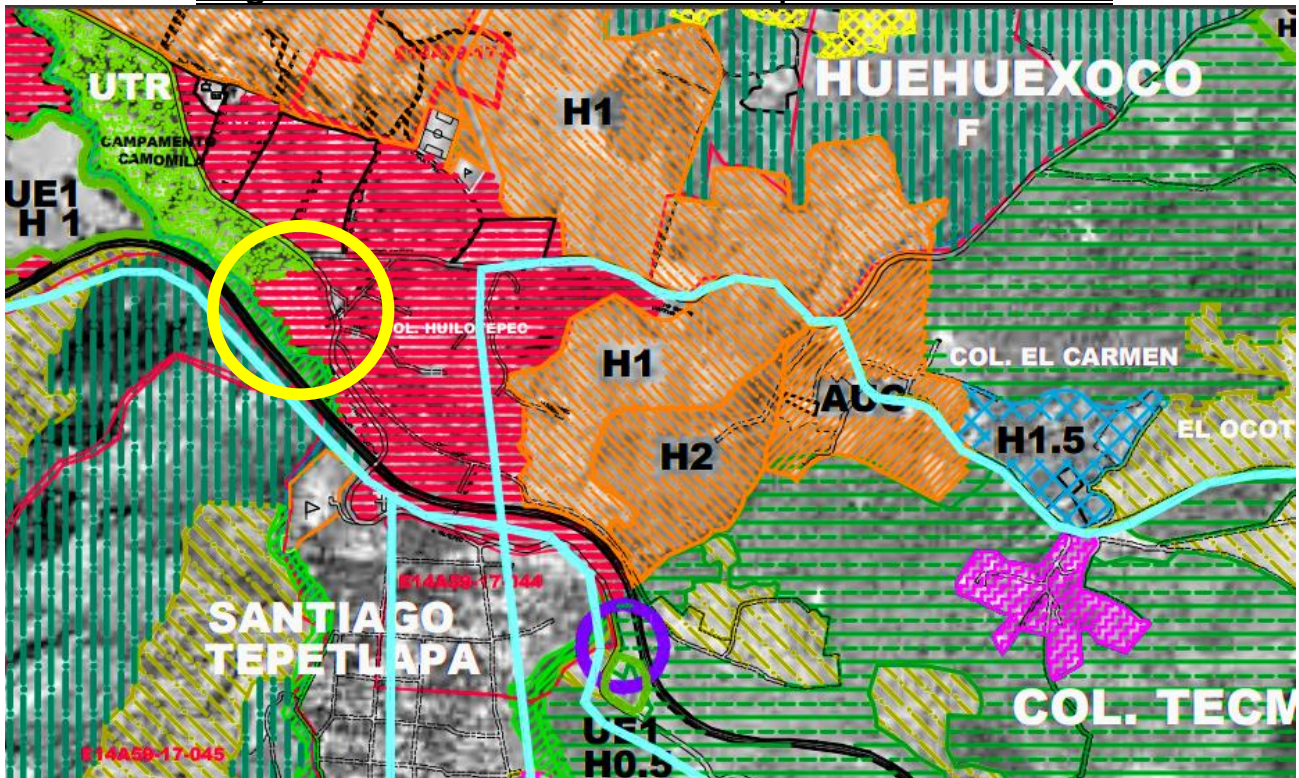 UTR
HUEHUEXOCO
F
H1
CAMPAMENTO
CAMOMILA
UE1
H 1
OL. HUILOTEPEC
H1
COL. EL CARMEN
AUC
H1.5
EL OCOT
H2
E14A59-17-044
SANTIAGO
TEPETLAPA
COL. TECM
UE1
H0.5
E14A59-17-045